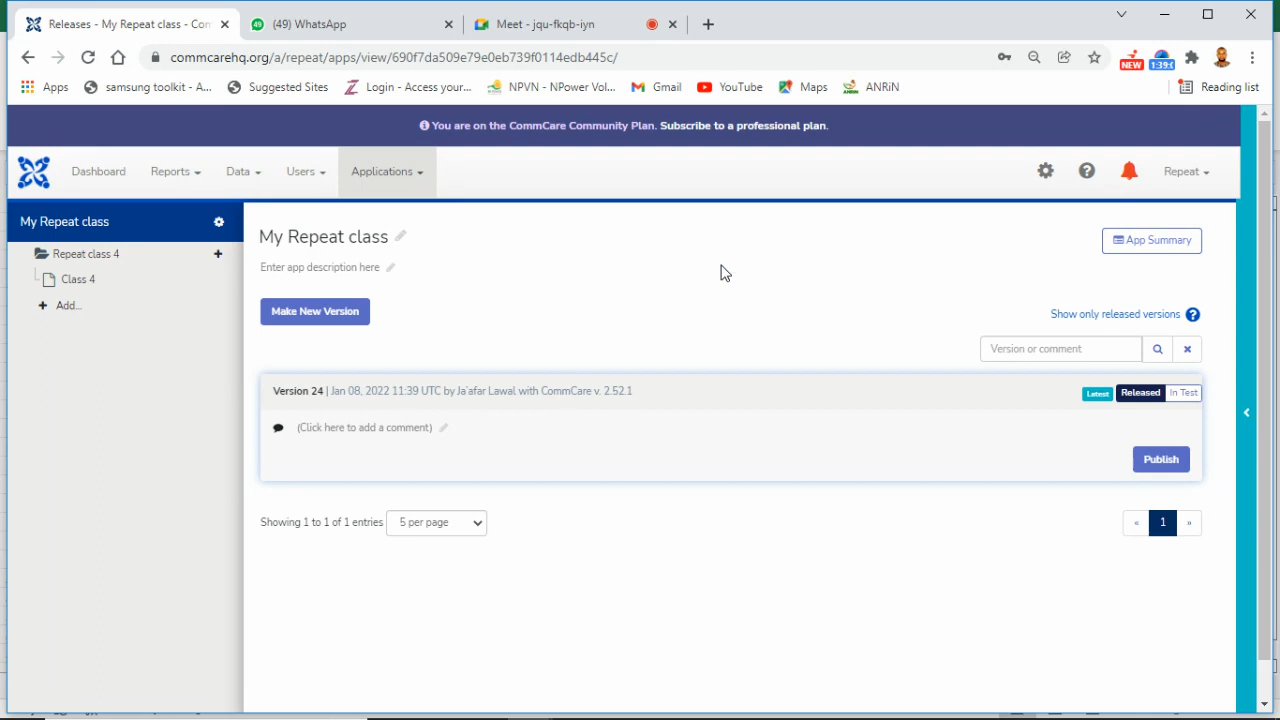 Releases - My Repeat class - Con
(49) WhatsApp
Meet - jqu-fkqb-iyn
commcarehq.org/a/repeat/apps/view/690f7da509e79e0eb739f0114edb445c/
NEW
1:39:0
Apps
samsung toolkit - A...
Suggested Sites
Login - Access your...
NPVN - NPower Vol...
Gmail
YouTube
Maps
ANRiN
Reading list
You are on the CommCare Community Plan. Subscribe to a professional plan.
Dashboard
Reports
Data
Users
Applications
Repeat
My Repeat class
Repeat class 4
Class 4
Add...
My Repeat class
App Summary
Enter app description here
Make New Version
Show only released versions
Version or comment
Version 24 | Jan 08, 2022 11:39 UTC by Ja'afar Lawal with CommCare v. 2.52.1
Latest
Released
In Test
(Click here to add a comment)
Publish
Showing 1 to 1 of 1 entries
5 per page
« 1 »